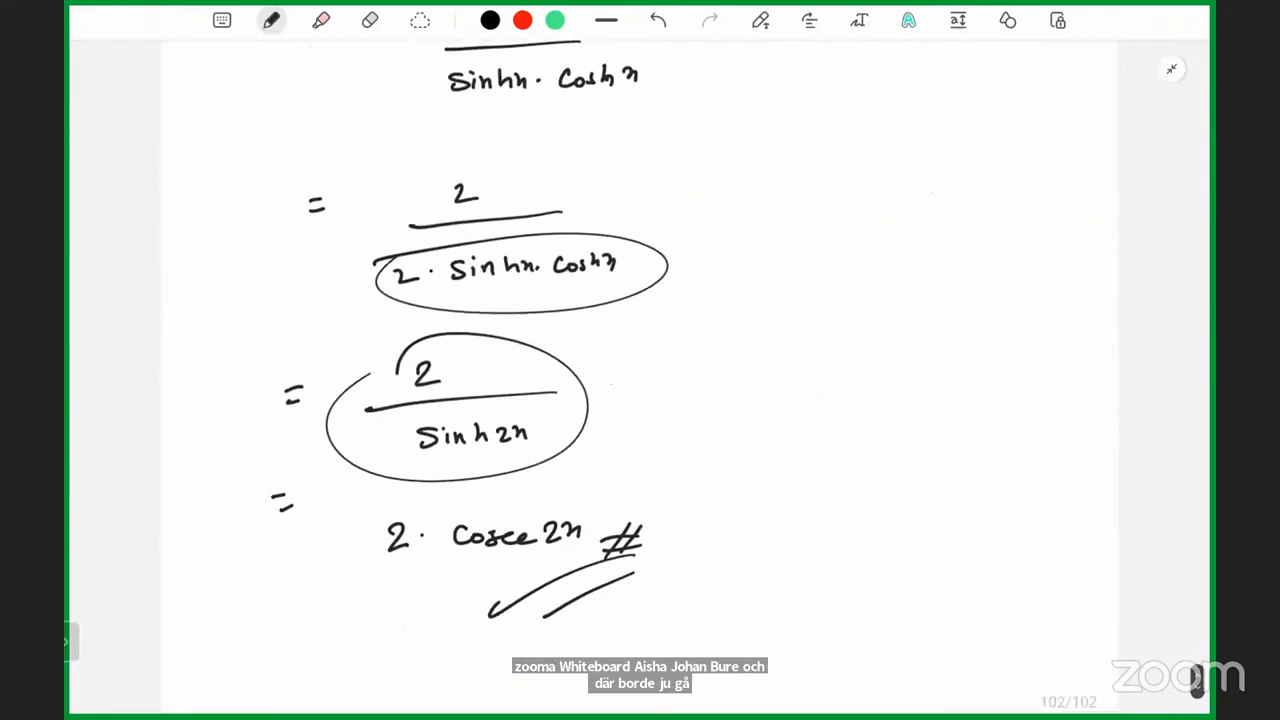 sinhx · coshx
= 2
2 · sinhx · coshx
= 2
sinh2x
=
2 · cosec2x #
zooma Whiteboard Aisha Johan Bure och
där borde ju gå
zoom
102/102